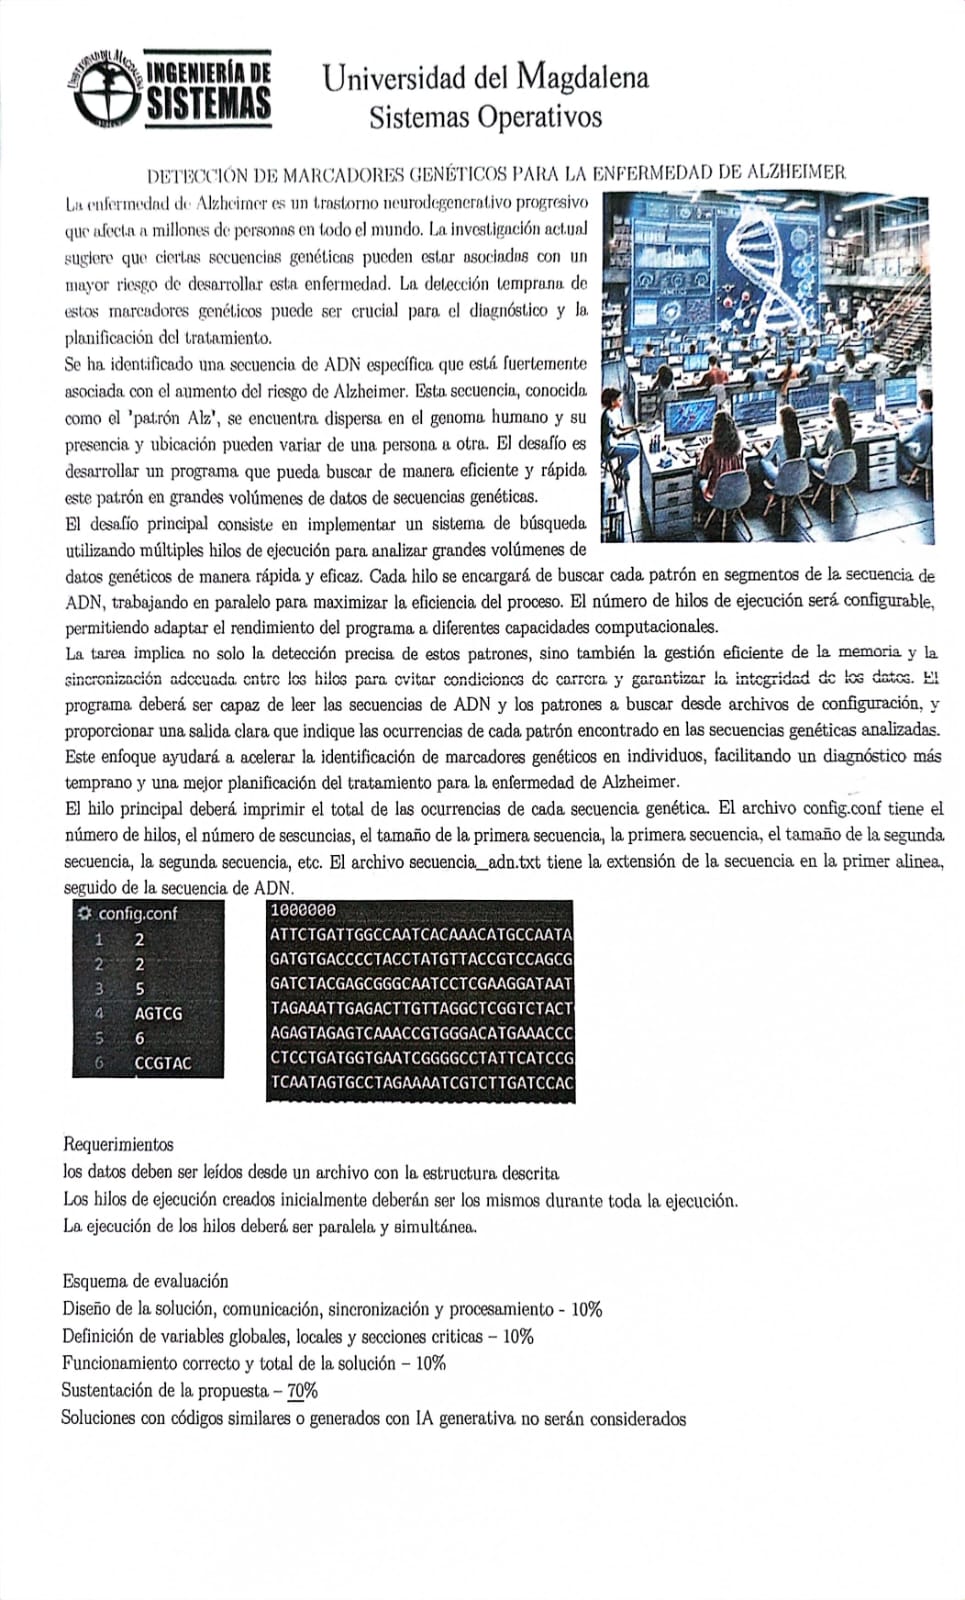 INGENIERÍA DE
SISTEMAS
Universidad del Magdalena
Sistemas Operativos
DETECCIÓN DE MARCADORES GENÉTICOS PARA LA ENFERMEDAD DE ALZHEIMER
La enfermedad de Alzheimer es un trastorno neurodegenerativo progresivo
que afecta a millones de personas en todo el mundo. La investigación actual
sugiere que ciertas secuencias genéticas pueden estar asociadas con un
mayor riesgo de desarrollar esta enfermedad. La detección temprana de
estos marcadores genéticos puede ser crucial para el diagnóstico y la
planificación del tratamiento.
Se ha identificado una secuencia de ADN específica que está fuertemente
asociada con el aumento del riesgo de Alzheimer. Esta secuencia, conocida
como el 'patrón Alz', se encuentra dispersa en el genoma humano y su
presencia y ubicación pueden variar de una persona a otra. El desafío es
desarrollar un programa que pueda buscar de manera eficiente y rápida
este patrón en grandes volúmenes de datos de secuencias genéticas.
El desafío principal consiste en implementar un sistema de búsqueda
utilizando múltiples hilos de ejecución para analizar grandes volúmenes de
datos genéticos de manera rápida y eficaz. Cada hilo se encargará de buscar cada patrón en segmentos de la secuencia de
ADN, trabajando en paralelo para maximizar la eficiencia del proceso. El número de hilos de ejecución será configurable,
permitiendo adaptar el rendimiento del programa a diferentes capacidades computacionales.
La tarea implica no solo la detección precisa de estos patrones, sino también la gestión eficiente de la memoria y la
sincronización adecuada entre los hilos para evitar condiciones de carrera y garantizar la integridad de los datos. El
programa deberá ser capaz de leer las secuencias de ADN y los patrones a buscar desde archivos de configuración, y
proporcionar una salida clara que indique las ocurrencias de cada patrón encontrado en las secuencias genéticas analizadas.
Este enfoque ayudará a acelerar la identificación de marcadores genéticos en individuos, facilitando un diagnóstico más
temprano y una mejor planificación del tratamiento para la enfermedad de Alzheimer.
El hilo principal deberá imprimir el total de las ocurrencias de cada secuencia genética. El archivo config.conf tiene el
número de hilos, el número de sescuncias, el tamaño de la primera secuencia, la primera secuencia, el tamaño de la segunda
secuencia, la segunda secuencia, etc. El archivo secuencia_adn.txt tiene la extensión de la secuencia en la primer alinea,
seguido de la secuencia de ADN.
config.conf
1 2
2 2
3 5
4 AGTCG
5 6
6 CCGTAC
1000000
ATTCTGATTGGCCAATCACAAACATGCCAATA
GATGTGACCCCTACCTATGTTACCGTCCAGCG
GATCTACGAGCGGGCAATCCTCGAAGGATAAT
TAGAAATTGAGACTTGTTAGGCTCGGTCTACT
AGAGTAGAGTCAAACCGTGGGACATGAAACCC
CTCCTGATGGTGAATCGGGGCCTATTCATCCG
TCAATAGTGCCTAGAAAATCGTCTTGATCCAC
Requerimientos
los datos deben ser leídos desde un archivo con la estructura descrita
Los hilos de ejecución creados inicialmente deberán ser los mismos durante toda la ejecución.
La ejecución de los hilos deberá ser paralela y simultánea.
Esquema de evaluación
Diseño de la solución, comunicación, sincronización y procesamiento - 10%
Definición de variables globales, locales y secciones criticas – 10%
Funcionamiento correcto y total de la solución – 10%
Sustentación de la propuesta – 70%
Soluciones con códigos similares o generados con IA generativa no serán considerados